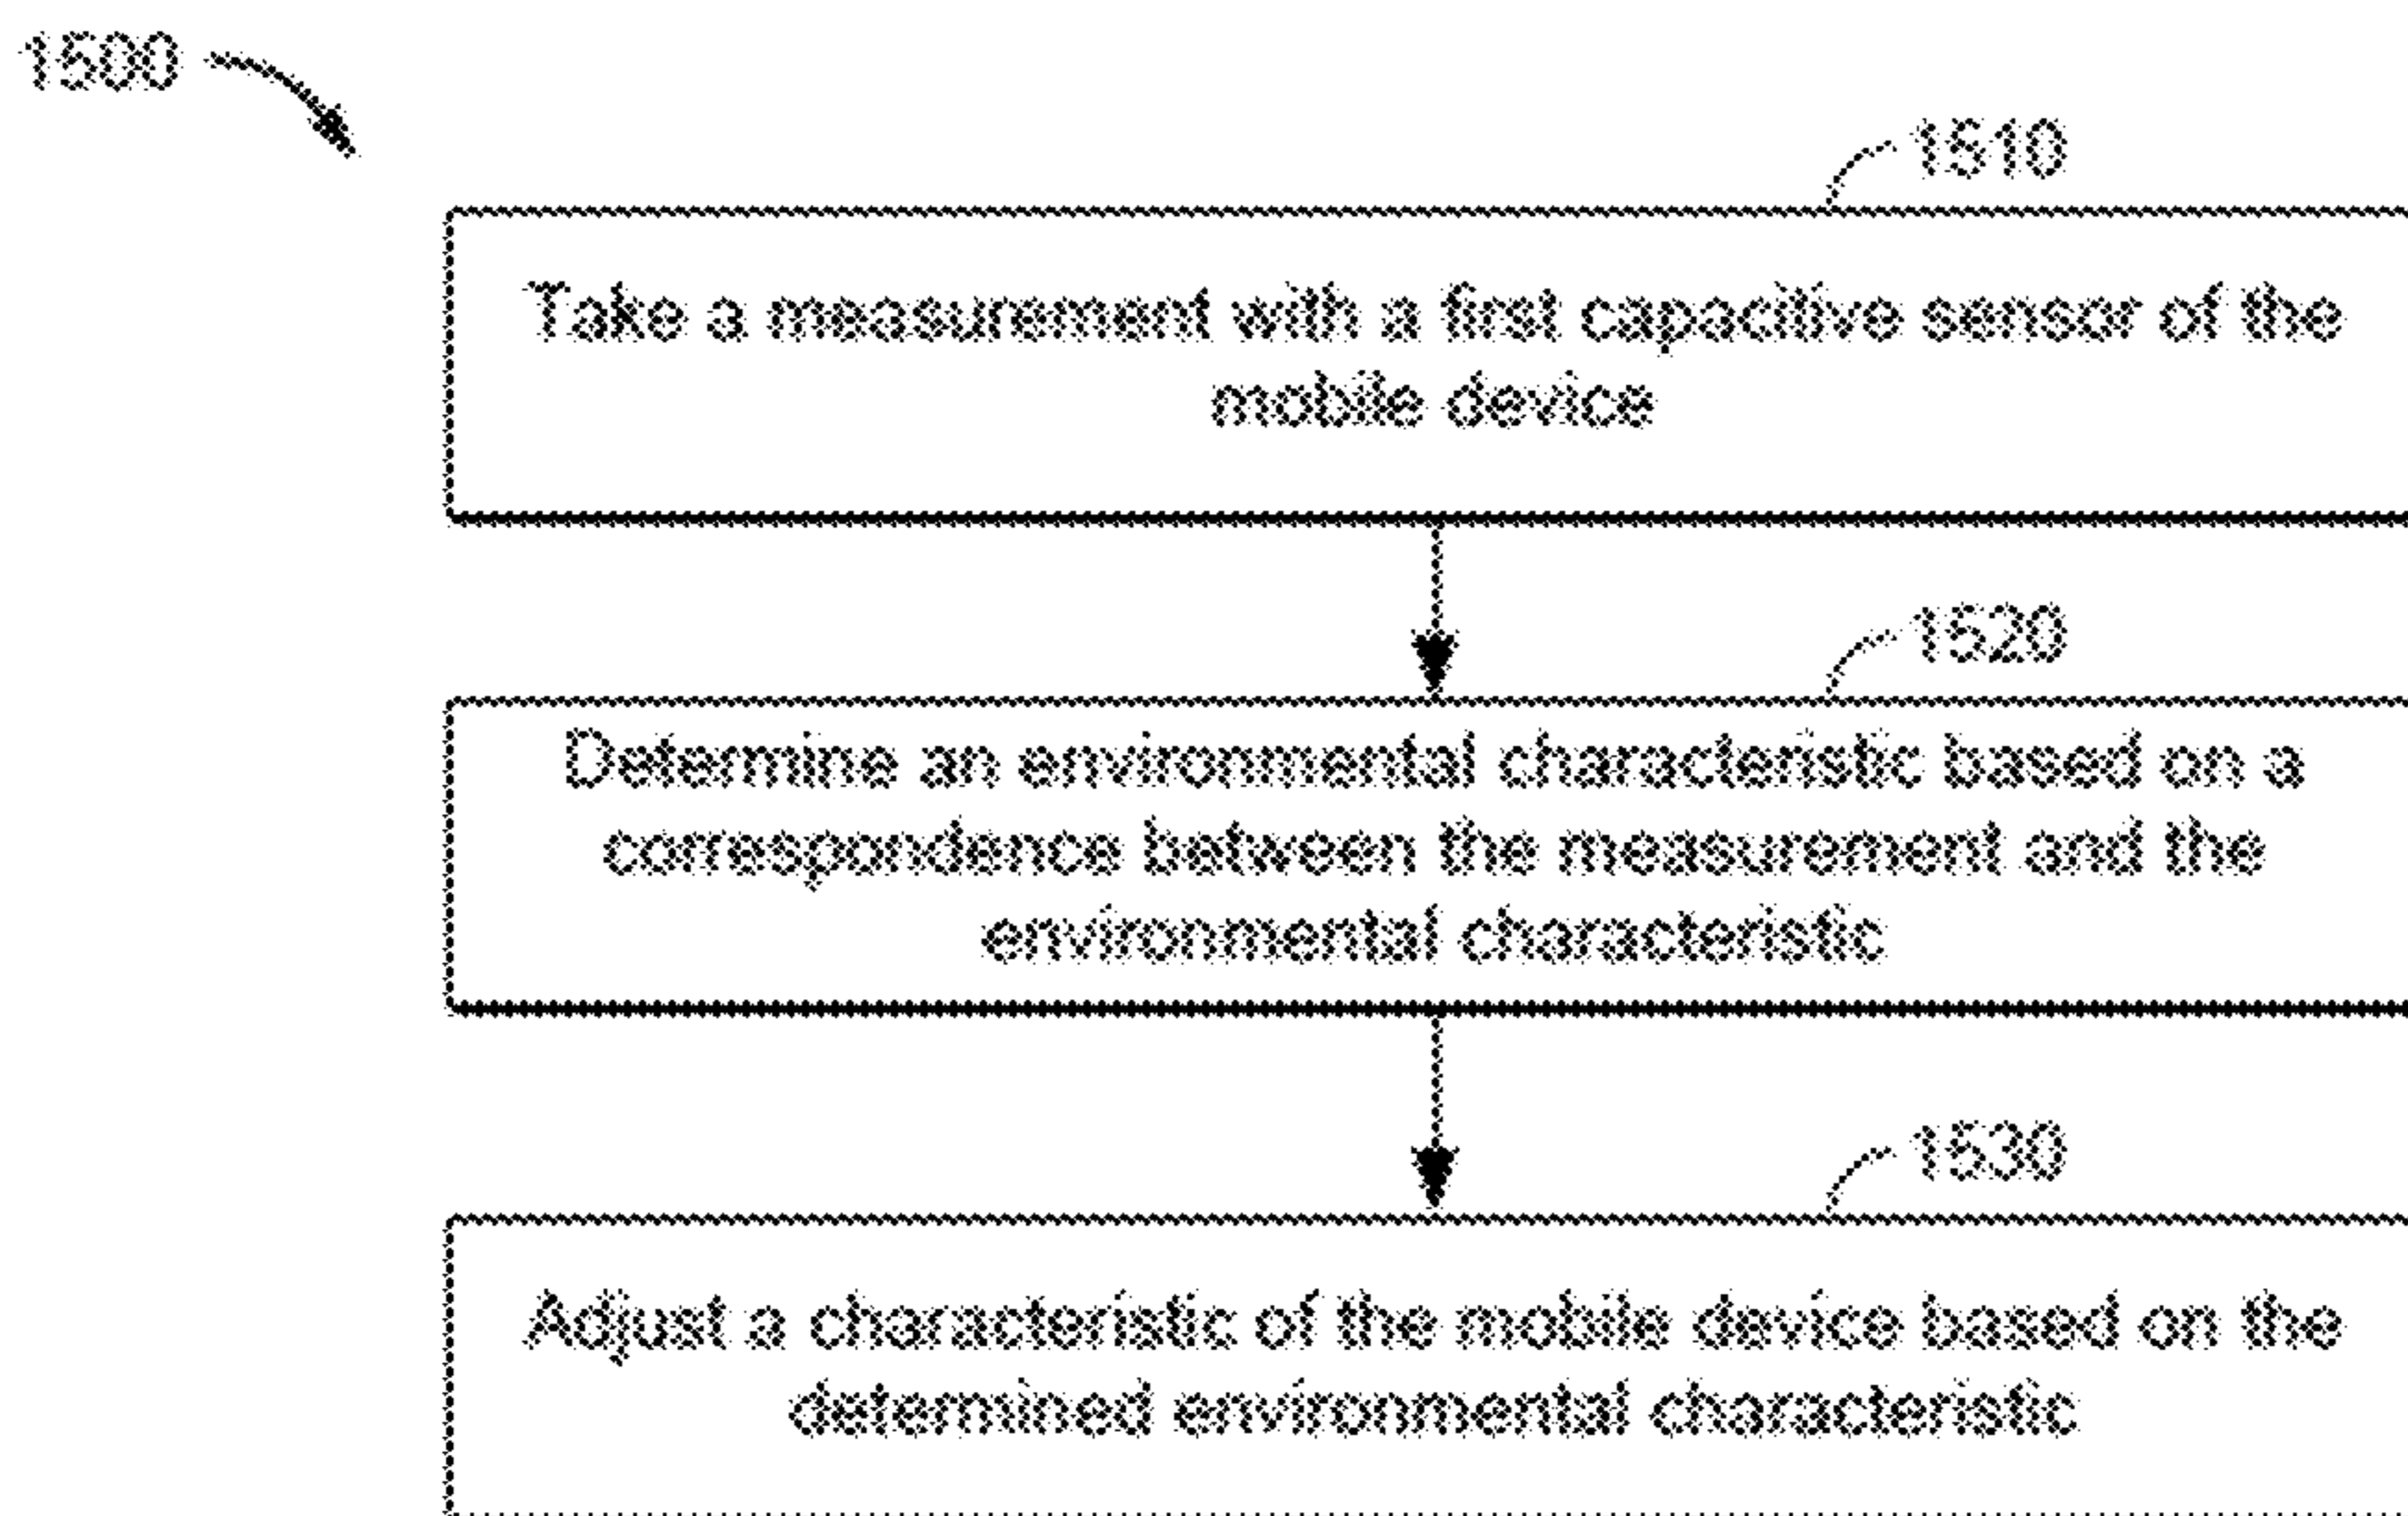 1500
1510
Take a measurement with a first capacitive sensor of the
mobile device
1520
Determine an environmental characteristic based on a
correspondence between the measurement and the
environmental characteristic
1530
Adjust a characteristic of the mobile device based on the
determined environmental characteristic